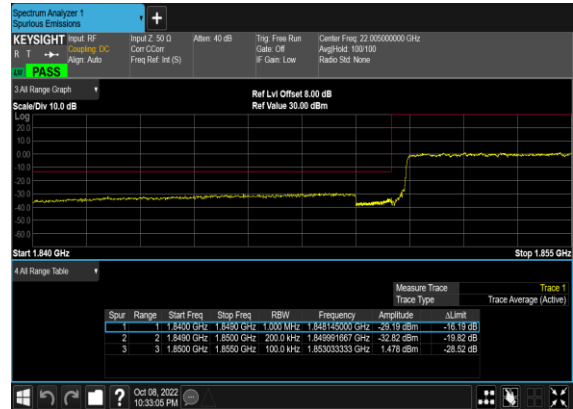 Spectrum Analyzer 1
Spurious Emissions
+
KEYSIGHT Input: RF Input Z: 50 Ω Atten: 40 dB Trig: Free Run Center Freq: 22.005000000 GHz
R T Coupling: DC Corr CCorr Gate: Off Avg|Hold: 100/100
Align: Auto Freq Ref: Int (S) IF Gain: Low Radio Std: None
LW PASS
3 All Range Graph
Ref Lvl Offset 8.00 dB
Scale/Div 10.0 dB Ref Value 30.00 dBm
Log
20.0
10.0
0.00
-10.0
-20.0
-30.0
-40.0
-50.0
-60.0
Start 1.840 GHz Stop 1.855 GHz
4 All Range Table
Measure Trace Trace 1
Trace Type Trace Average (Active)
Spur Range Start Freq Stop Freq RBW Frequency Amplitude ΔLimit
1 1 1.8400 GHz 1.8490 GHz 1.000 MHz 1.848145000 GHz -29.19 dBm -16.19 dB
2 2 1.8490 GHz 1.8500 GHz 200.0 kHz 1.849991667 GHz -32.82 dBm -19.82 dB
3 3 1.8500 GHz 1.8550 GHz 100.0 kHz 1.853033333 GHz 1.478 dBm -28.52 dB
? Oct 08, 2022
10:33:05 PM